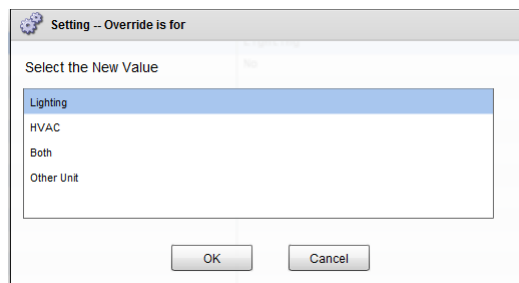 Setting -- Override is for
Select the New Value
Lighting
HVAC
Both
Other Unit
OK
Cancel